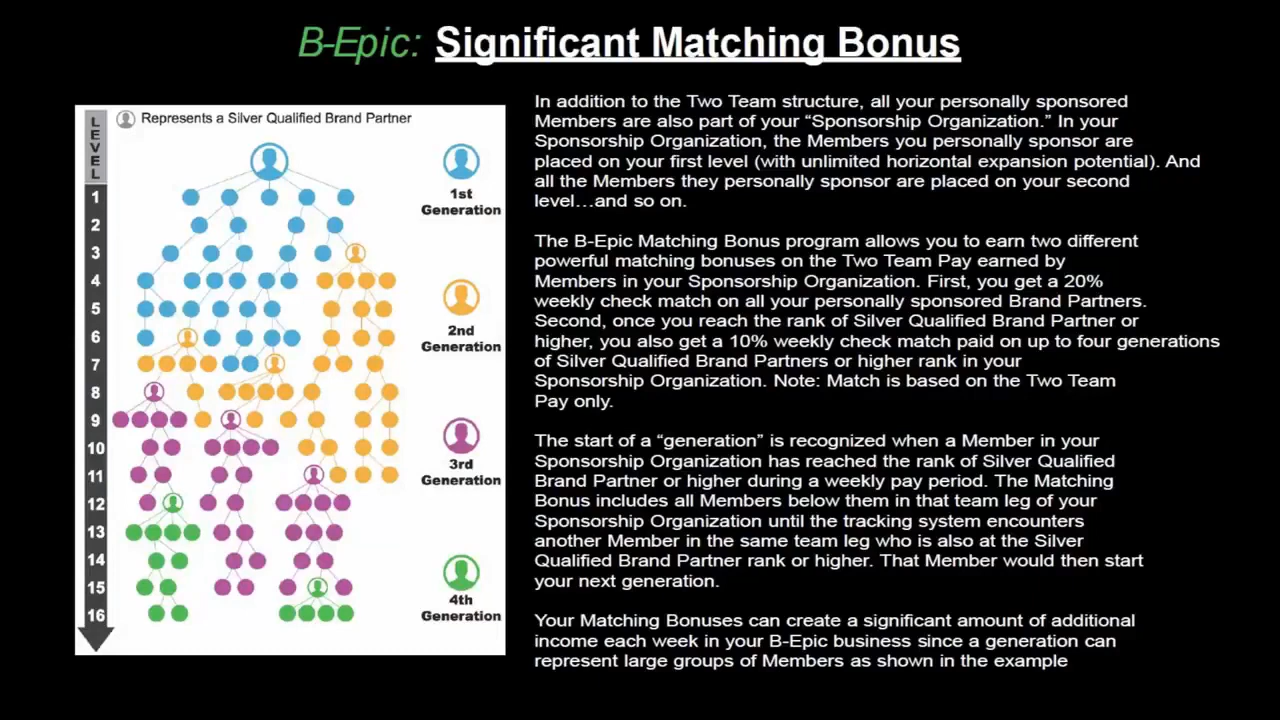 B-Epic: Significant Matching Bonus
LEVEL
Represents a Silver Qualified Brand Partner
1st
Generation
2nd
Generation
3rd
Generation
4th
Generation
1
2
3
4
5
6
7
8
9
10
11
12
13
14
15
16
In addition to the Two Team structure, all your personally sponsored
Members are also part of your “Sponsorship Organization.” In your
Sponsorship Organization, the Members you personally sponsor are
placed on your first level (with unlimited horizontal expansion potential). And
all the Members they personally sponsor are placed on your second
level…and so on.
The B-Epic Matching Bonus program allows you to earn two different
powerful matching bonuses on the Two Team Pay earned by
Members in your Sponsorship Organization. First, you get a 20%
weekly check match on all your personally sponsored Brand Partners.
Second, once you reach the rank of Silver Qualified Brand Partner or
higher, you also get a 10% weekly check match paid on up to four generations
of Silver Qualified Brand Partners or higher rank in your
Sponsorship Organization. Note: Match is based on the Two Team
Pay only.
The start of a “generation” is recognized when a Member in your
Sponsorship Organization has reached the rank of Silver Qualified
Brand Partner or higher during a weekly pay period. The Matching
Bonus includes all Members below them in that team leg of your
Sponsorship Organization until the tracking system encounters
another Member in the same team leg who is also at the Silver
Qualified Brand Partner rank or higher. That Member would then start
your next generation.
Your Matching Bonuses can create a significant amount of additional
income each week in your B-Epic business since a generation can
represent large groups of Members as shown in the example